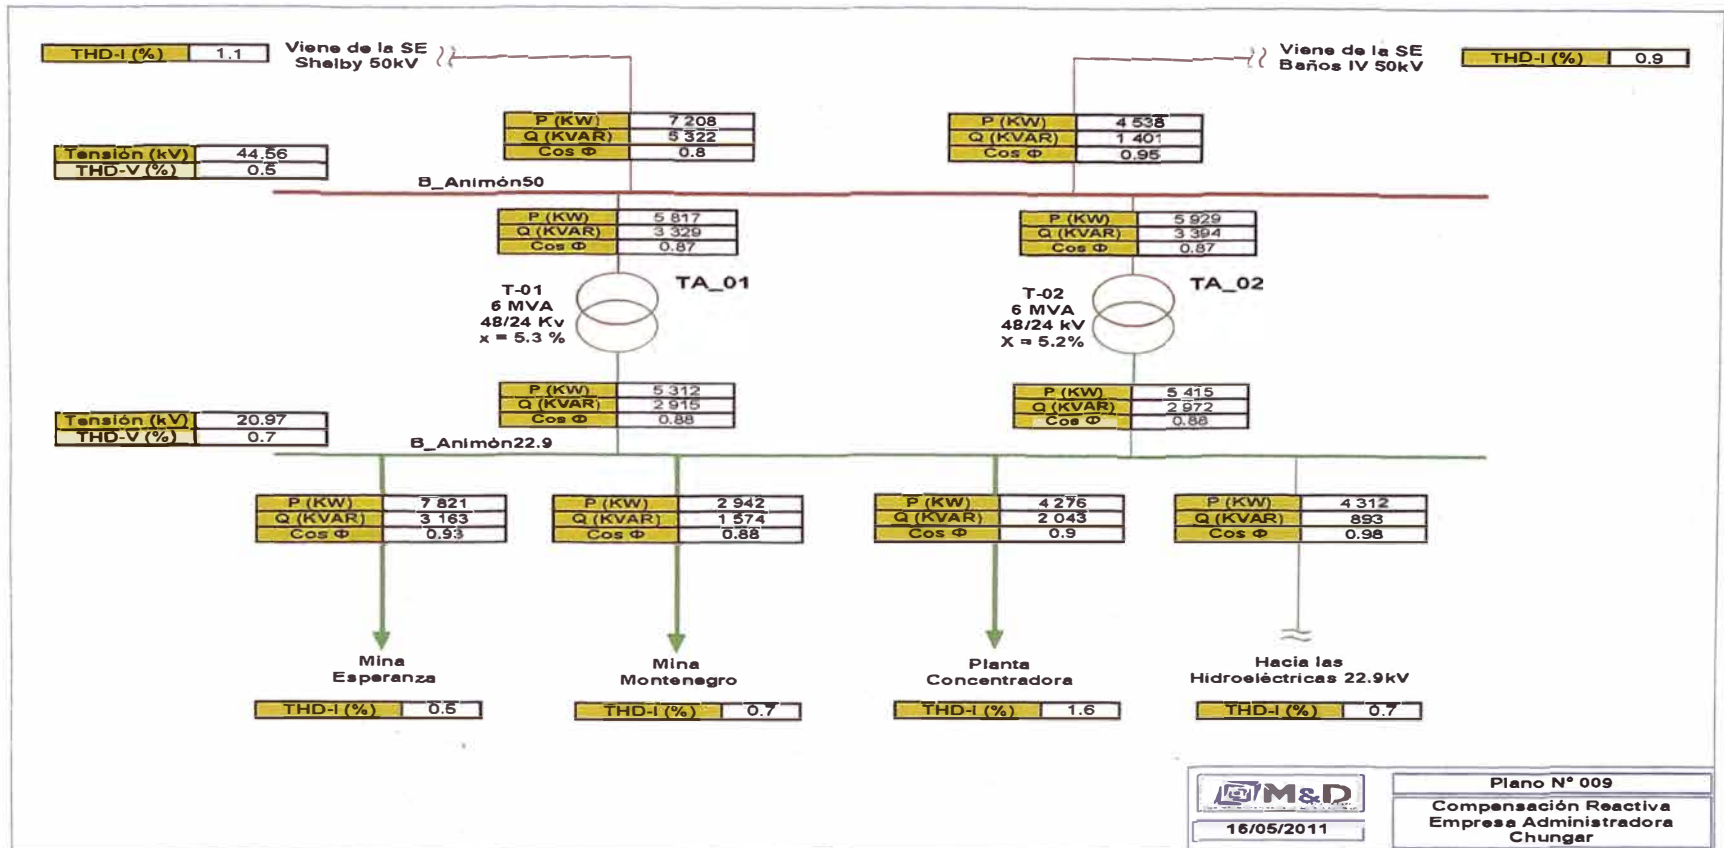 THD-I (%) 1.1
Viene de la SE
Shelby 50kV
Viene de la SE
Baños IV 50kV
THD-I (%) 0.9
P (KW) 7 208
Q (KVAR) 5 322
Cos Φ 0.8
P (KW) 4 538
Q (KVAR) 1 401
Cos Φ 0.95
Tensión (kV) 44.56
THD-V (%) 0.5
B_Animón50
P (KW) 5 817
Q (KVAR) 3 329
Cos Φ 0.87
P (KW) 5 929
Q (KVAR) 3 394
Cos Φ 0.87
T-01
6 MVA
48/24 Kv
x = 5.3 %
TA_01
T-02
6 MVA
48/24 kV
X = 5.2%
TA_02
P (KW) 5 312
Q (KVAR) 2 915
Cos Φ 0.88
P (KW) 5 415
Q (KVAR) 2 972
Cos Φ 0.88
Tensión (kV) 20.97
THD-V (%) 0.7
B_Animón22.9
P (KW) 7 821
Q (KVAR) 3 163
Cos Φ 0.93
P (KW) 2 942
Q (KVAR) 1 574
Cos Φ 0.88
P (KW) 4 276
Q (KVAR) 2 043
Cos Φ 0.9
P (KW) 4 312
Q (KVAR) 893
Cos Φ 0.98
Mina
Esperanza
Mina
Montenegro
Planta
Concentradora
Hacia las
Hidroeléctricas 22.9kV
THD-I (%) 0.5
THD-I (%) 0.7
THD-I (%) 1.6
THD-I (%) 0.7
M&D
16/05/2011
Plano N° 009
Compensación Reactiva
Empresa Administradora
Chungar